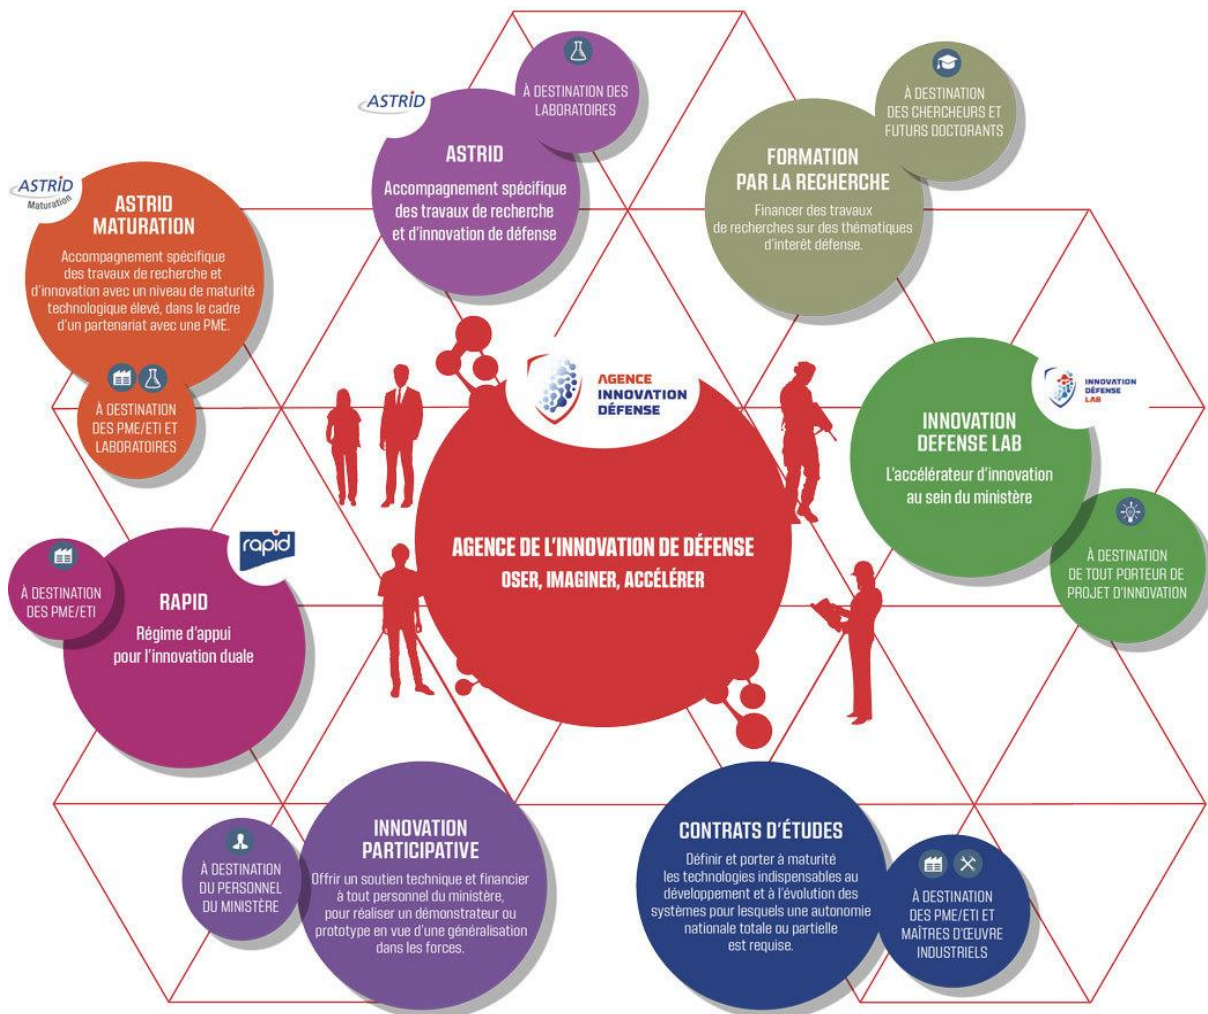 ASTRID
À DESTINATION DES
LABORATOIRES
ASTRID
Accompagnement spécifique
des travaux de recherche
et d'innovation de défense
À DESTINATION
DES CHERCHEURS ET
FUTURS DOCTORANTS
FORMATION
PAR LA RECHERCHE
Financer des travaux
de recherches sur des thématiques
d'interêt défense.
ASTRID
Maturation
ASTRID
MATURATION
Accompagnement spécifique
des travaux de recherche et
d'innovation avec un niveau de maturité
technologique élevé, dans le cadre
d'un partenariat avec une PME.
À DESTINATION
DES PME/ETI ET
LABORATOIRES
AGENCE
INNOVATION
DÉFENSE
AGENCE DE L'INNOVATION DE DÉFENSE
OSER, IMAGINER, ACCÉLÉRER
INNOVATION
DÉFENSE
LAB
INNOVATION
DEFENSE LAB
L'accélérateur d'innovation
au sein du ministère
À DESTINATION
DE TOUT PORTEUR DE
PROJET D'INNOVATION
rapid
À DESTINATION
DES PME/ETI
RAPID
Régime d'appui
pour l'innovation duale
À DESTINATION
DU PERSONNEL
DU MINISTÈRE
INNOVATION
PARTICIPATIVE
Offrir un soutien technique et financier
à tout personnel du ministère,
pour réaliser un démonstrateur ou
prototype en vue d'une généralisation
dans les forces.
CONTRATS D'ÉTUDES
Définir et porter à maturité
les technologies indispensables au
développement et à l'évolution des
systèmes pour lesquels une autonomie
nationale totale ou partielle
est requise.
À DESTINATION
DES PME/ETI ET
MAÎTRES D'ŒUVRE
INDUSTRIELS